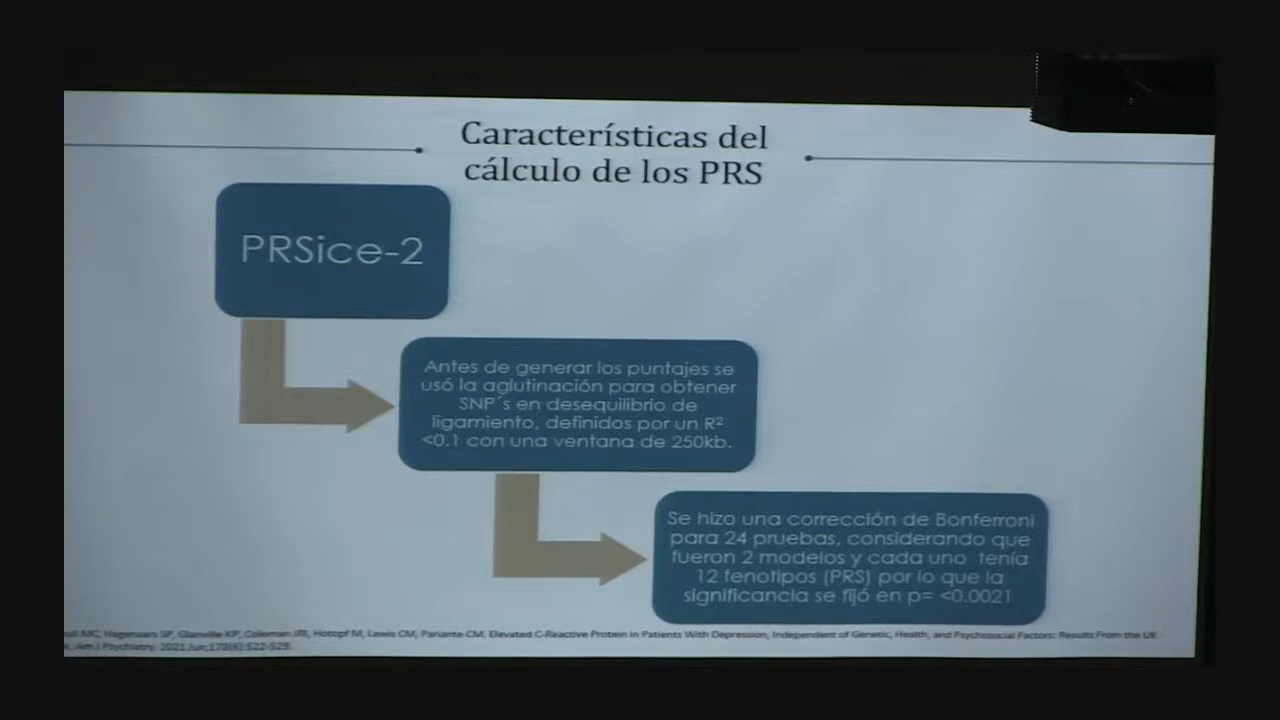 Características del
cálculo de los PRS
PRSice-2
Antes de generar los puntajes se
usó la aglutinación para obtener
SNP´s en desequilibrio de
ligamiento, definidos por un R²
<0.1 con una ventana de 250kb.
Se hizo una corrección de Bonferroni
para 24 pruebas, considerando que
fueron 2 modelos y cada uno tenía
12 fenotipos (PRS) por lo que la
significancia se fijó en p= <0.0021
MC, Hagenaars SP, Glanville KP, Coleman JRI, Hotopf M, Lewis CM, Pariante CM. Elevated C-Reactive Protein in Patients With Depression, Independent of Genetic, Health, and Psychosocial Factors: Results From the UK
Am J Psychiatry. 2021 Jun;178(6):522-529.